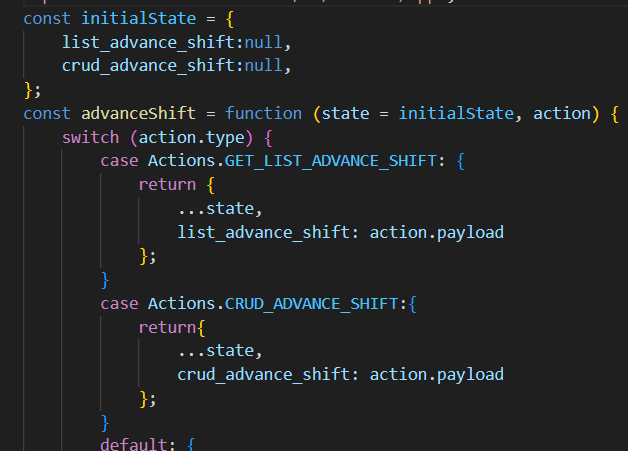 const initialState = {
    list_advance_shift:null,
    crud_advance_shift:null,
};
const advanceShift = function (state = initialState, action) {
    switch (action.type) {
        case Actions.GET_LIST_ADVANCE_SHIFT: {
            return {
                ...state,
                list_advance_shift: action.payload
            };
        }
        case Actions.CRUD_ADVANCE_SHIFT:{
            return{
                ...state,
                crud_advance_shift: action.payload
            };
        }
        default: {